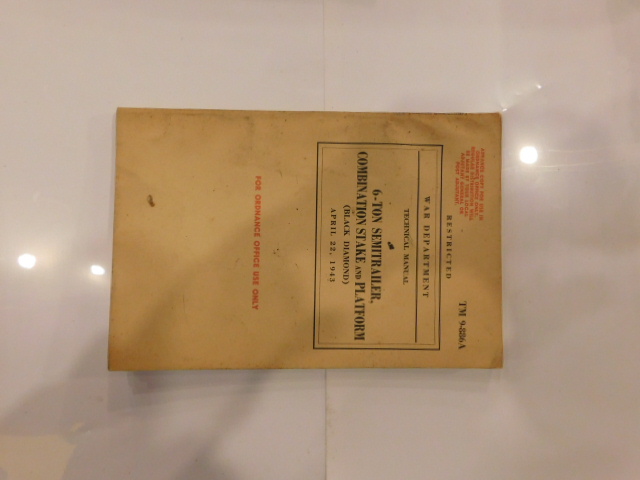 TM 9-886A
RESTRICTED
WAR DEPARTMENT
TECHNICAL MANUAL
6-TON SEMITRAILER,
COMBINATION STAKE AND PLATFORM
(BLACK DIAMOND)
APRIL 22, 1943
FOR ORDNANCE OFFICE USE ONLY